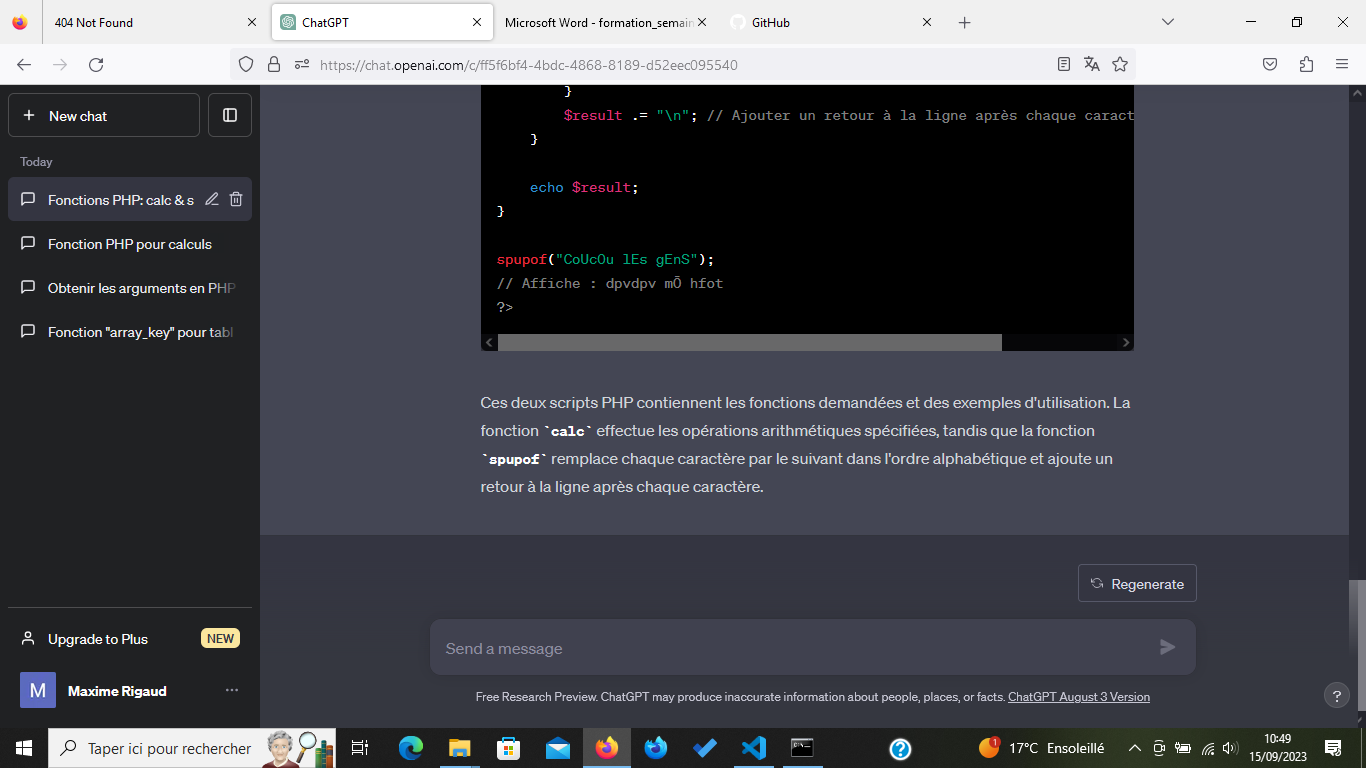 404 Not Found
ChatGPT
Microsoft Word - formation_semain
GitHub
https://chat.openai.com/c/ff5f6bf4-4bdc-4868-8189-d52eec095540
New chat
Today
Fonctions PHP: calc & s
Fonction PHP pour calculs
Obtenir les arguments en PHP
Fonction "array_key" pour tabl
}
$result .= "\n"; // Ajouter un retour à la ligne après chaque caract
}
echo $result;
}
spupof("CoUcOu lEs gEnS");
// Affiche : dpvdpv mŌ hfot
?>
Ces deux scripts PHP contiennent les fonctions demandées et des exemples d'utilisation. La
fonction `calc` effectue les opérations arithmétiques spécifiées, tandis que la fonction
`spupof` remplace chaque caractère par le suivant dans l'ordre alphabétique et ajoute un
retour à la ligne après chaque caractère.
Regenerate
Upgrade to Plus
NEW
Send a message
M
Maxime Rigaud
Free Research Preview. ChatGPT may produce inaccurate information about people, places, or facts. ChatGPT August 3 Version
?
Taper ici pour rechercher
1
17°C Ensoleillé
10:49
15/09/2023